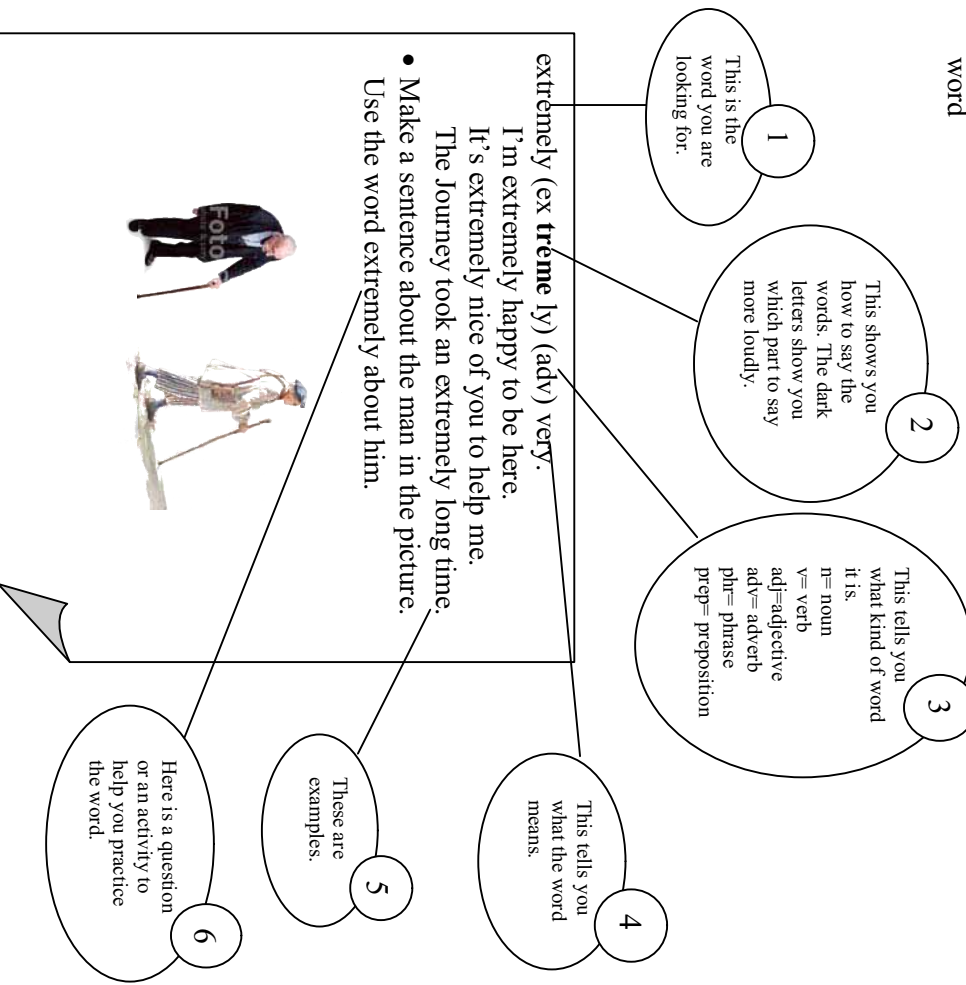 word
1
This is the
word you are
looking for.
2
This shows you
how to say the
words. The dark
letters show you
which part to say
more loudly.
3
This tells you
what kind of word
it is.
n= noun
v= verb
adj=adjective
adv= adverb
phr= phrase
prep= preposition
extremely (ex treme ly) (adv) very.
I'm extremely happy to be here.
It's extremely nice of you to help me.
The Journey took an extremely long time.
• Make a sentence about the man in the picture.
Use the word extremely about him.
Foto
4
This tells you
what the word
means.
5
These are
examples.
6
Here is a question
or an activity to
help you practice
the word.